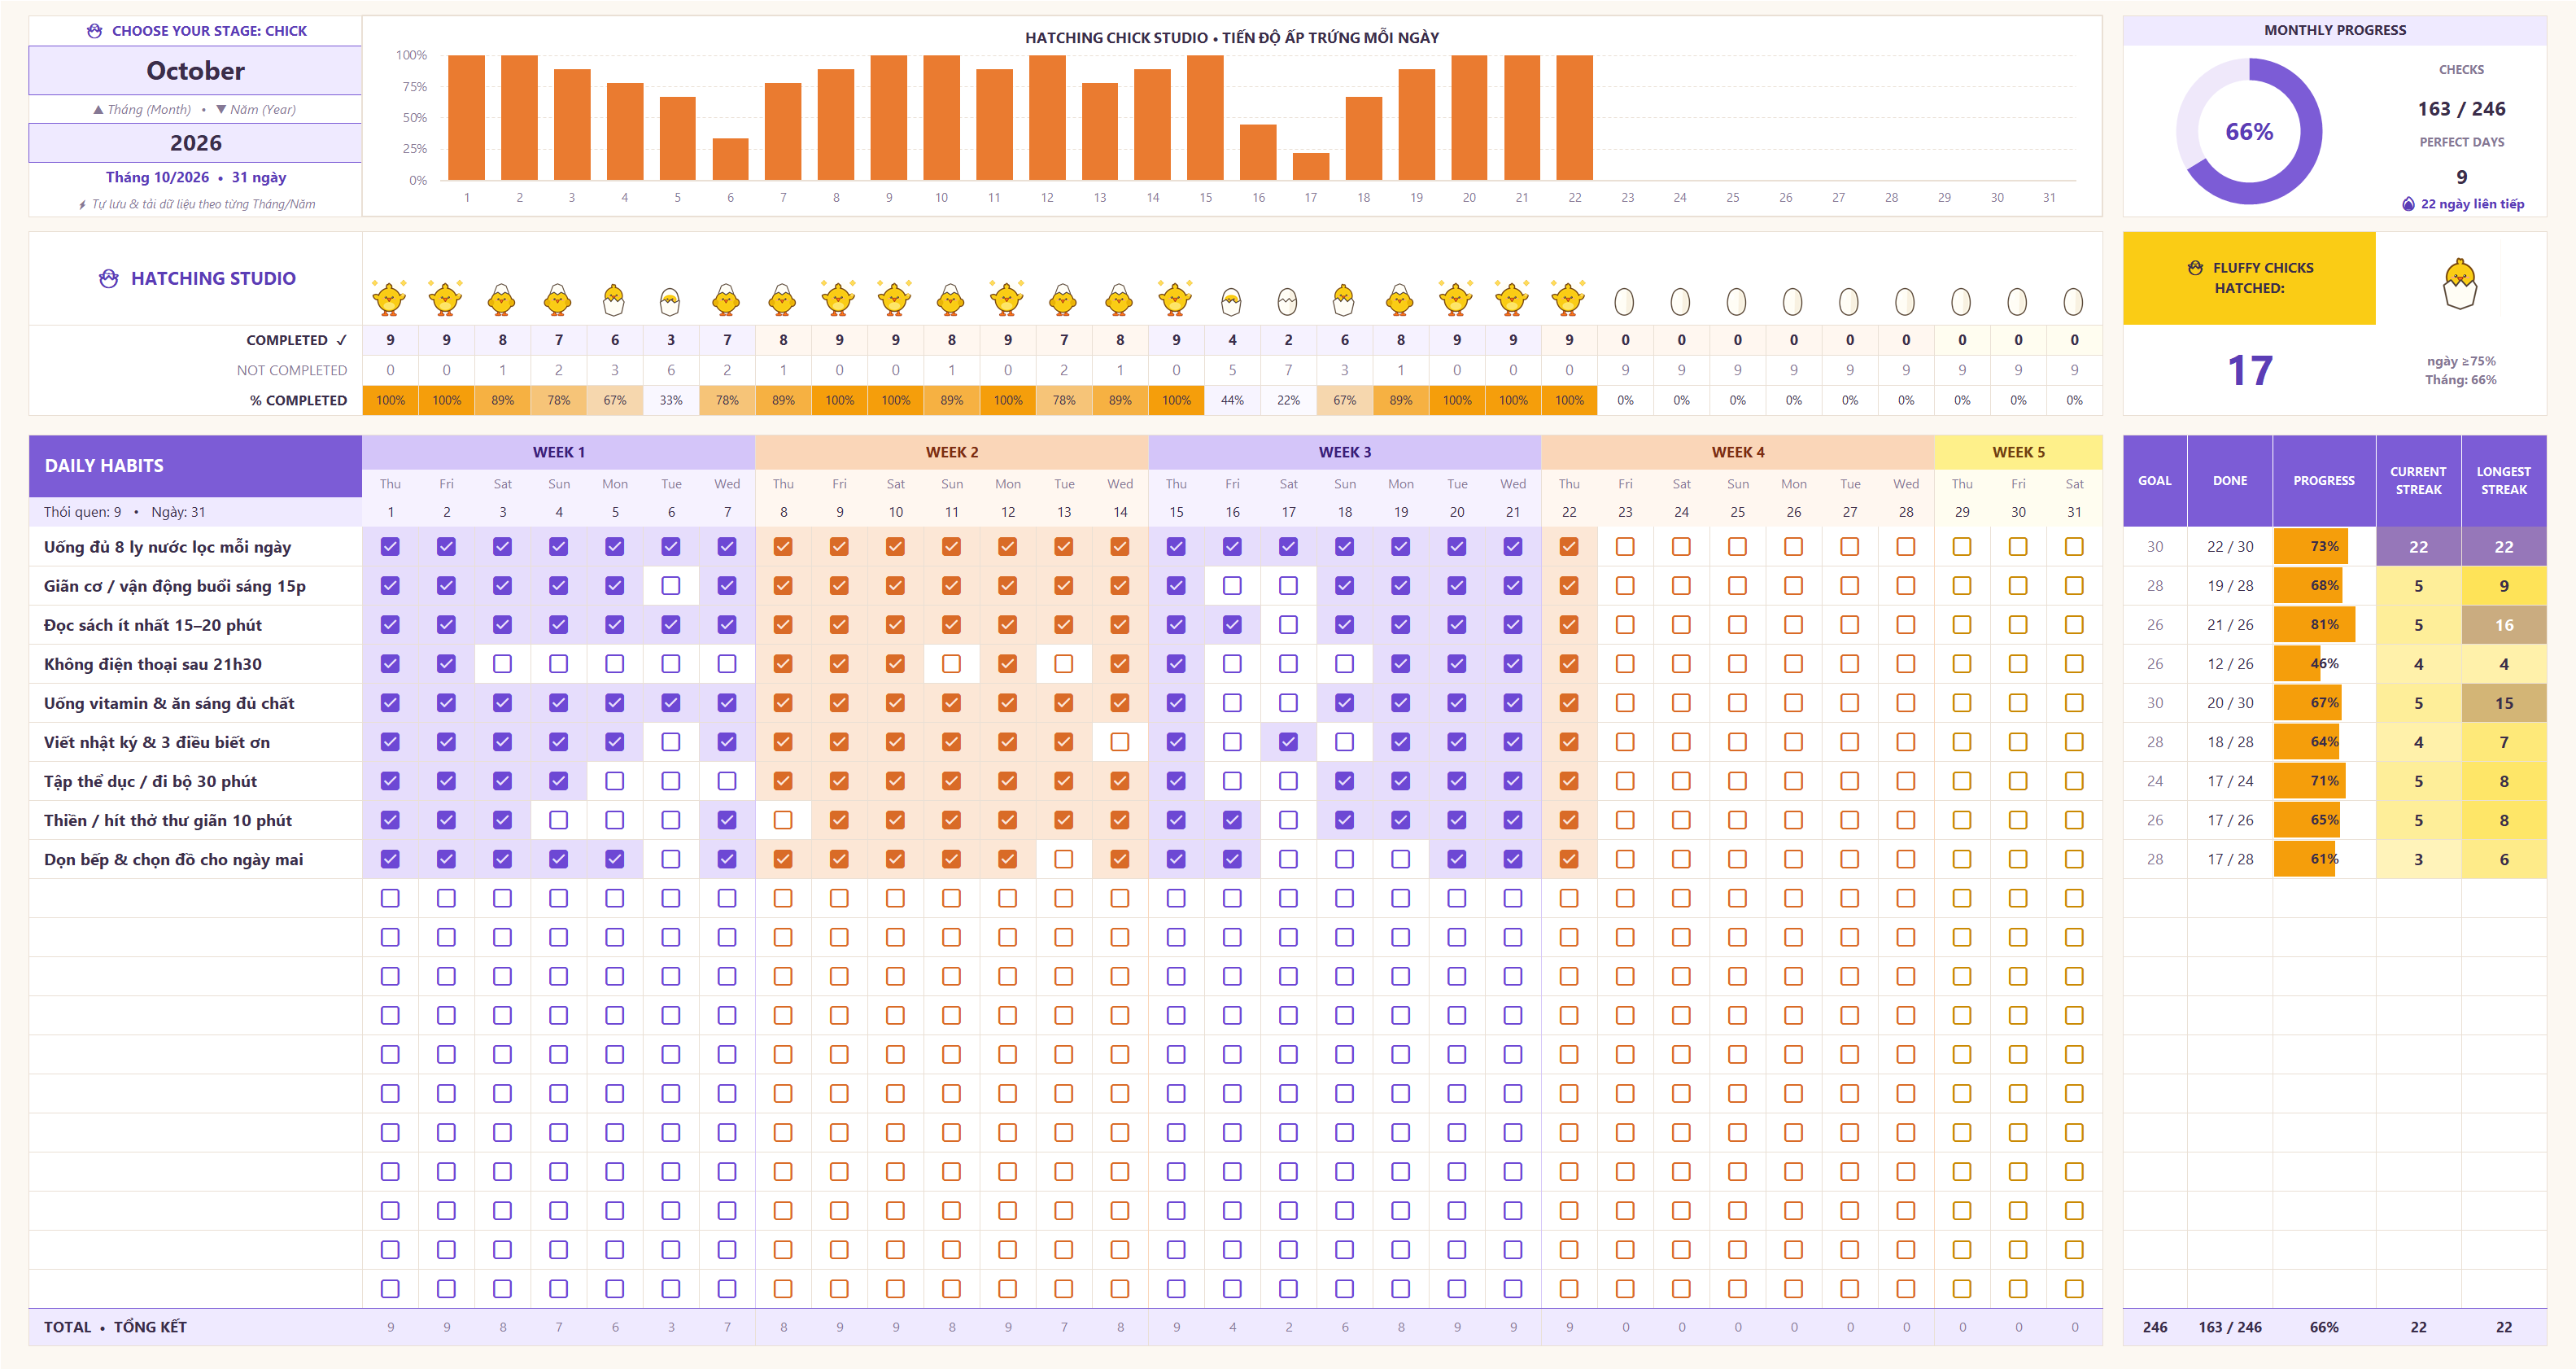 CHOOSE YOUR STAGE: CHICK
October
▲ Tháng (Month) • ▼ Năm (Year)
2026
Tháng 10/2026 • 31 ngày
Tự lưu & tải dữ liệu theo từng Tháng/Năm
HATCHING CHICK STUDIO • TIẾN ĐỘ ẤP TRỨNG MỖI NGÀY
100%
75%
50%
25%
0%
1 2 3 4 5 6 7 8 9 10 11 12 13 14 15 16 17 18 19 20 21 22 23 24 25 26 27 28 29 30 31
MONTHLY PROGRESS
66%
CHECKS
163 / 246
PERFECT DAYS
9
22 ngày liên tiếp
HATCHING STUDIO
COMPLETED ✓ 9 9 8 7 6 3 7 8 9 9 8 9 7 8 9 4 2 6 8 9 9 9 0 0 0 0 0 0 0 0 0
NOT COMPLETED 0 0 1 2 3 6 2 1 0 0 1 0 2 1 0 5 7 3 1 0 0 0 9 9 9 9 9 9 9 9 9
% COMPLETED 100% 100% 89% 78% 67% 33% 78% 89% 100% 100% 89% 100% 78% 89% 100% 44% 22% 67% 89% 100% 100% 100% 0% 0% 0% 0% 0% 0% 0% 0% 0%
FLUFFY CHICKS
HATCHED:
17
ngày ≥75%
Tháng: 66%
DAILY HABITS
WEEK 1 WEEK 2 WEEK 3 WEEK 4 WEEK 5
Thu Fri Sat Sun Mon Tue Wed Thu Fri Sat Sun Mon Tue Wed Thu Fri Sat Sun Mon Tue Wed Thu Fri Sat Sun Mon Tue Wed Thu Fri Sat
Thói quen: 9 • Ngày: 31 1 2 3 4 5 6 7 8 9 10 11 12 13 14 15 16 17 18 19 20 21 22 23 24 25 26 27 28 29 30 31
GOAL DONE PROGRESS CURRENT STREAK LONGEST STREAK
Uống đủ 8 ly nước lọc mỗi ngày 30 22 / 30 73% 22 22
Giãn cơ / vận động buổi sáng 15p 28 19 / 28 68% 5 9
Đọc sách ít nhất 15–20 phút 26 21 / 26 81% 5 16
Không điện thoại sau 21h30 26 12 / 26 46% 4 4
Uống vitamin & ăn sáng đủ chất 30 20 / 30 67% 5 15
Viết nhật ký & 3 điều biết ơn 28 18 / 28 64% 4 7
Tập thể dục / đi bộ 30 phút 24 17 / 24 71% 5 8
Thiền / hít thở thư giãn 10 phút 26 17 / 26 65% 5 8
Dọn bếp & chọn đồ cho ngày mai 28 17 / 28 61% 3 6
TOTAL • TỔNG KẾT 9 9 8 7 6 3 7 8 9 9 8 9 7 8 9 4 2 6 8 9 9 9 0 0 0 0 0 0 0 0 0 246 163 / 246 66% 22 22